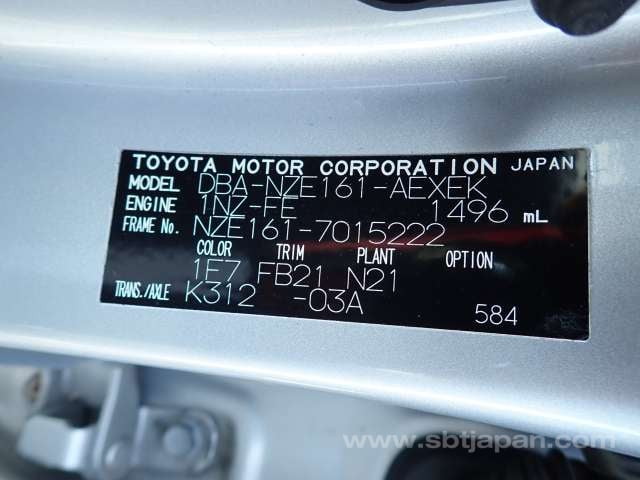 TOYOTA MOTOR CORPORATION JAPAN
MODEL DBA-NZE161-AEXEK
ENGINE 1NZ-FE 1496 mL
FRAME No. NZE161-7015222
COLOR TRIM PLANT OPTION
1E7 FB21 N21
TRANS./AXLE K312 -03A
584
www.sbtjapan.com